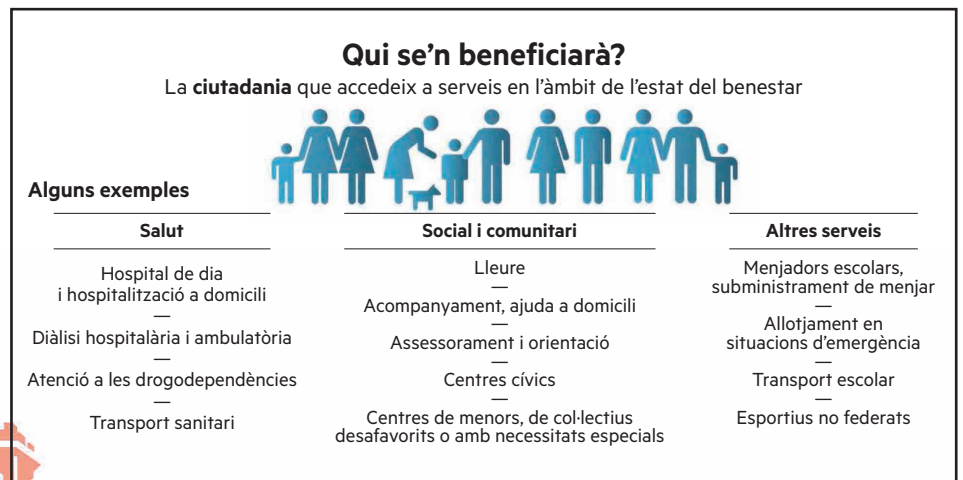 Qui se'n beneficiarà?
La ciutadania que accedeix a serveis en l'àmbit de l'estat del benestar
Alguns exemples
Salut
Hospital de dia
i hospitalització a domicili
—
Diàlisi hospitalària i ambulatòria
—
Atenció a les drogodependències
—
Transport sanitari
Social i comunitari
Lleure
—
Acompanyament, ajuda a domicili
—
Assessorament i orientació
—
Centres cívics
—
Centres de menors, de col·lectius
desafavorits o amb necessitats especials
Altres serveis
Menjadors escolars,
subministrament de menjar
—
Allotjament en
situacions d'emergència
—
Transport escolar
—
Esportius no federats